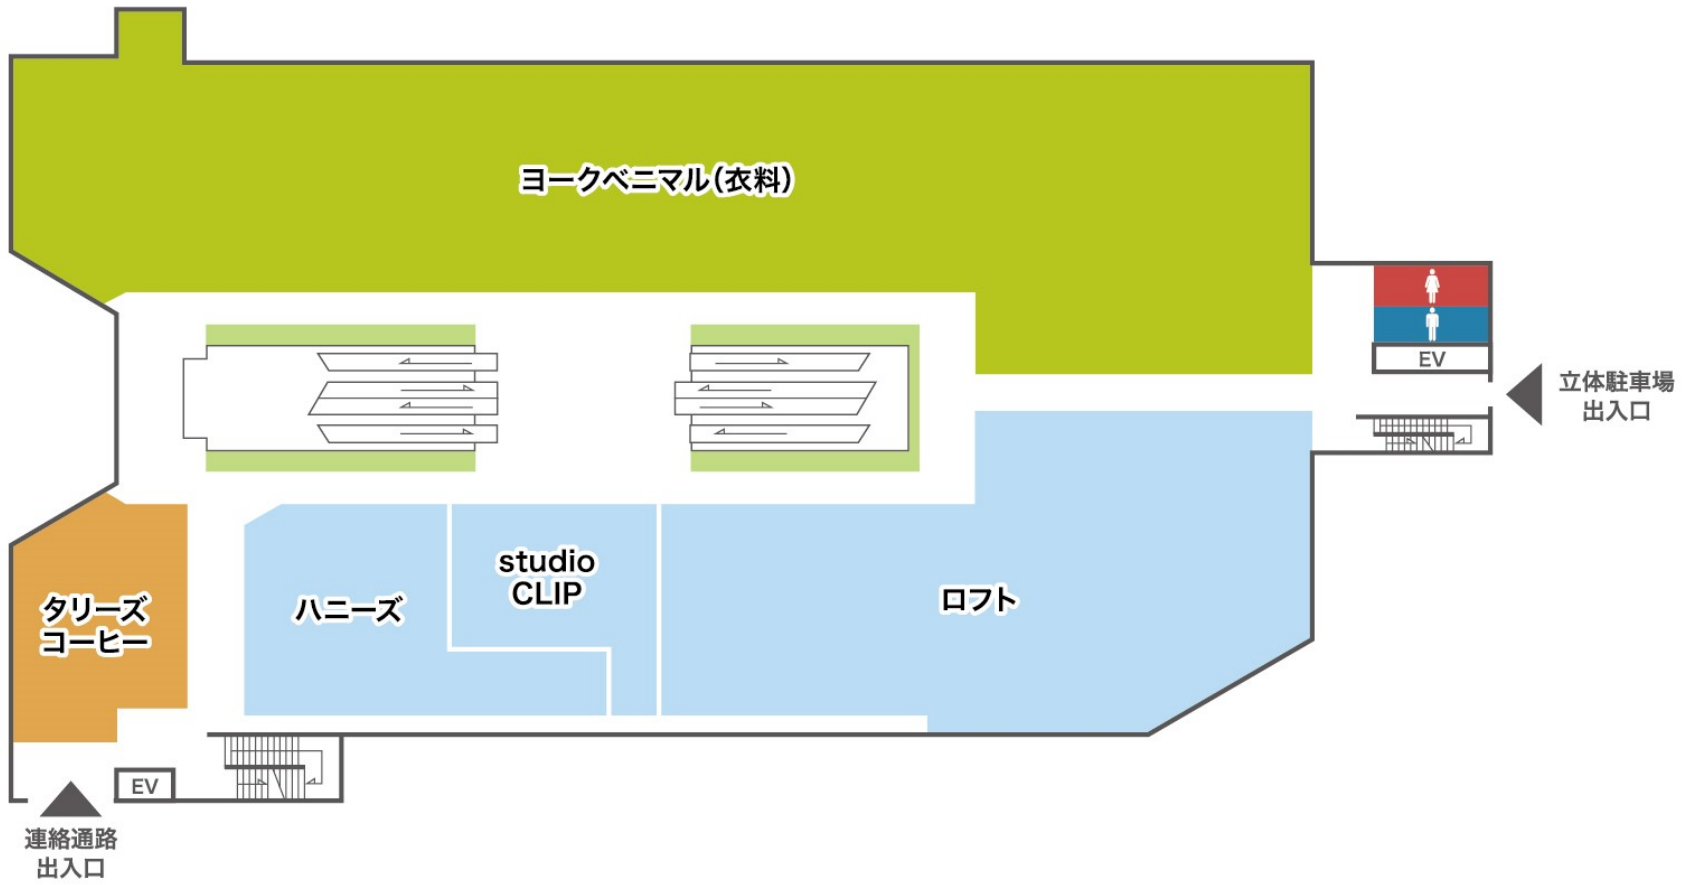 ヨークベニマル(衣料)
EV
立体駐車場
出入口
studio
CLIP
ロフト
ハニーズ
タリーズ
コーヒー
EV
連絡通路
出入口